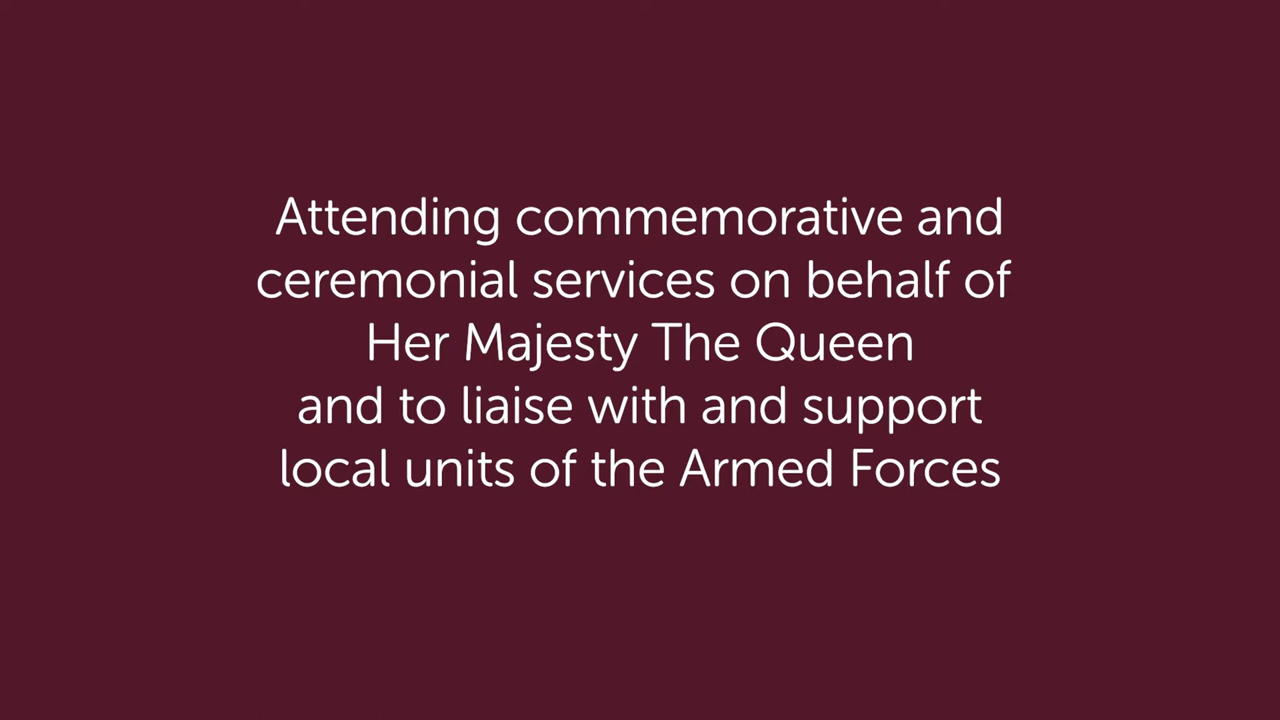 Attending commemorative and
ceremonial services on behalf of
Her Majesty The Queen
and to liaise with and support
local units of the Armed Forces